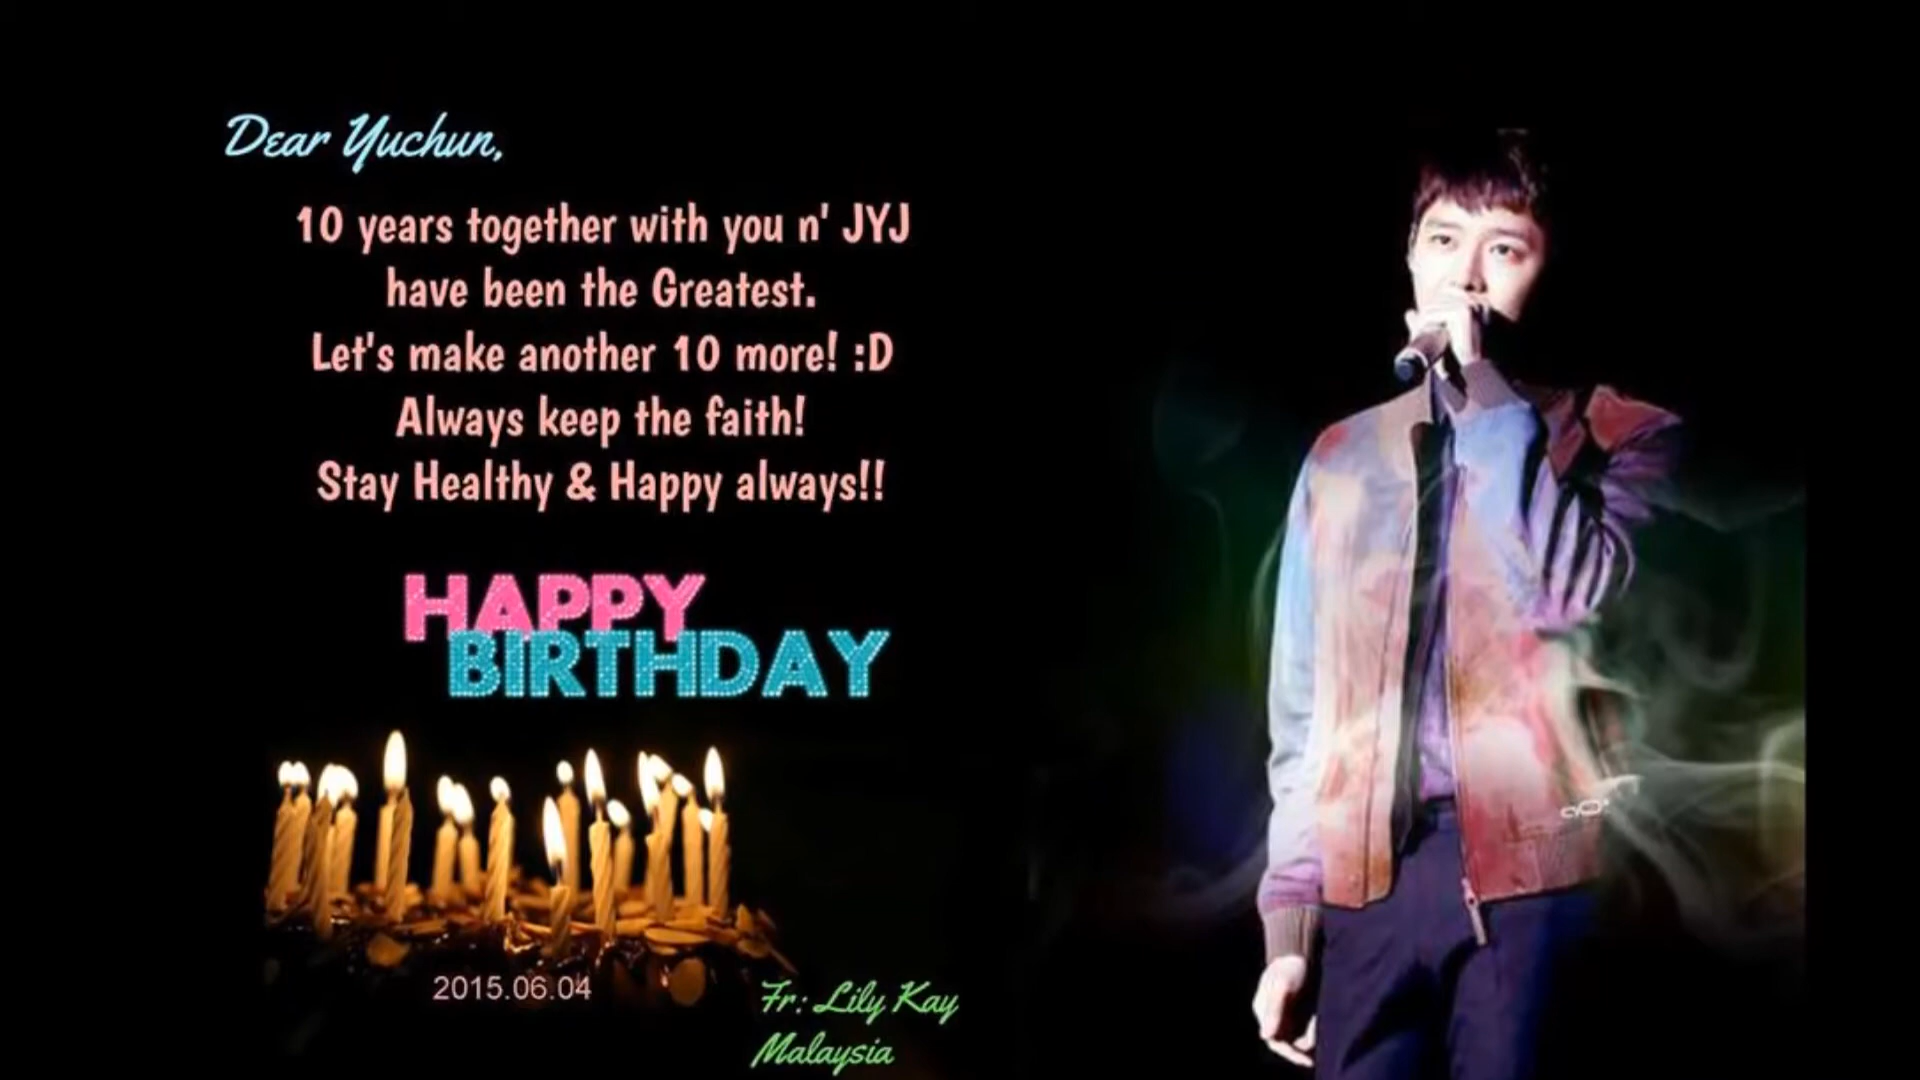 Dear Yuchun,
10 years together with you n' JYJ
have been the Greatest.
Let's make another 10 more! :D
Always keep the faith!
Stay Healthy & Happy always!!
HAPPY
BIRTHDAY
2015.06.04
Fr: Lily Kay
Malaysia